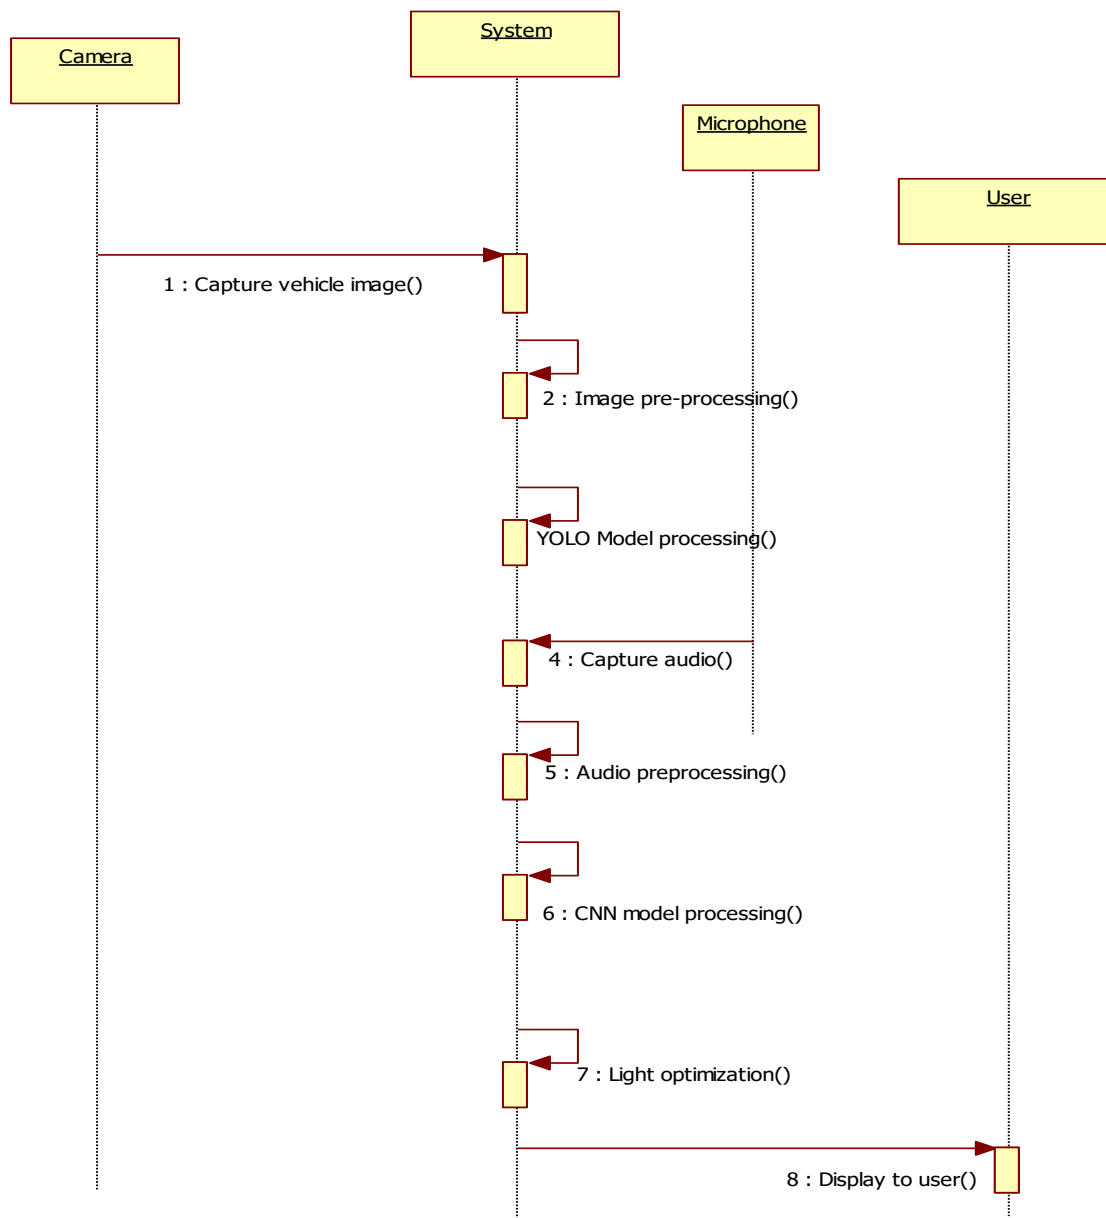 System
Camera
Microphone
User
1 : Capture vehicle image()
2 : Image pre-processing()
YOLO Model processing()
4 : Capture audio()
5 : Audio preprocessing()
6 : CNN model processing()
7 : Light optimization()
8 : Display to user()